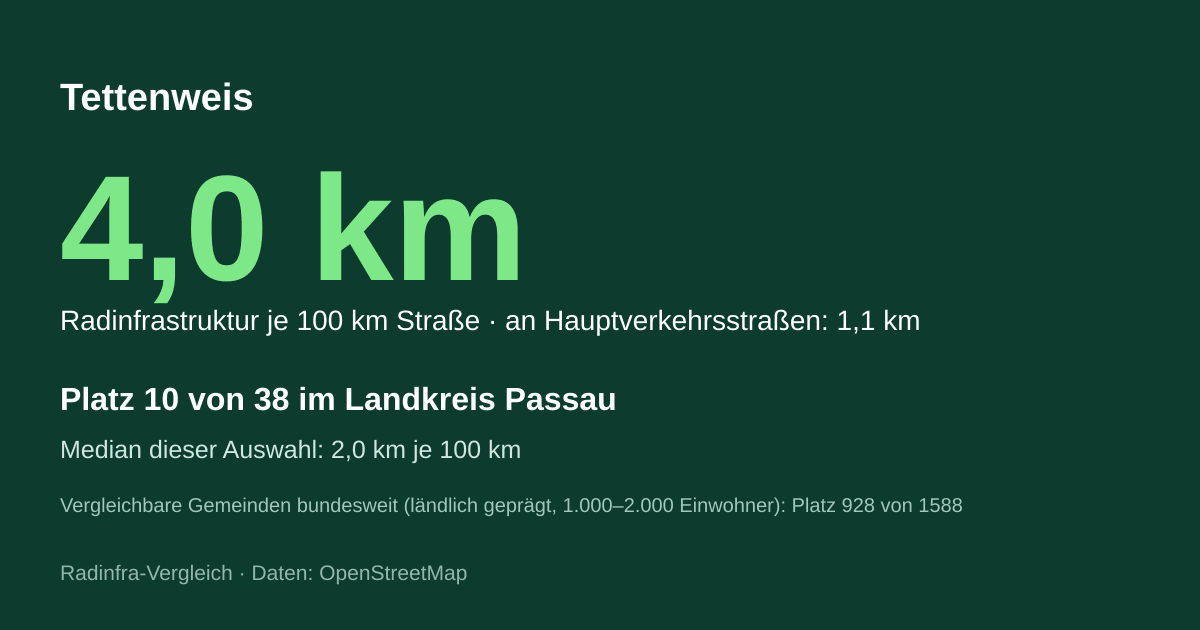 Tettenweis
4,0 km
Radinfrastruktur je 100 km Straße · an Hauptverkehrsstraßen: 1,1 km
Platz 10 von 38 im Landkreis Passau
Median dieser Auswahl: 2,0 km je 100 km
Vergleichbare Gemeinden bundesweit (ländlich geprägt, 1.000–2.000 Einwohner): Platz 928 von 1588
Radinfra-Vergleich · Daten: OpenStreetMap